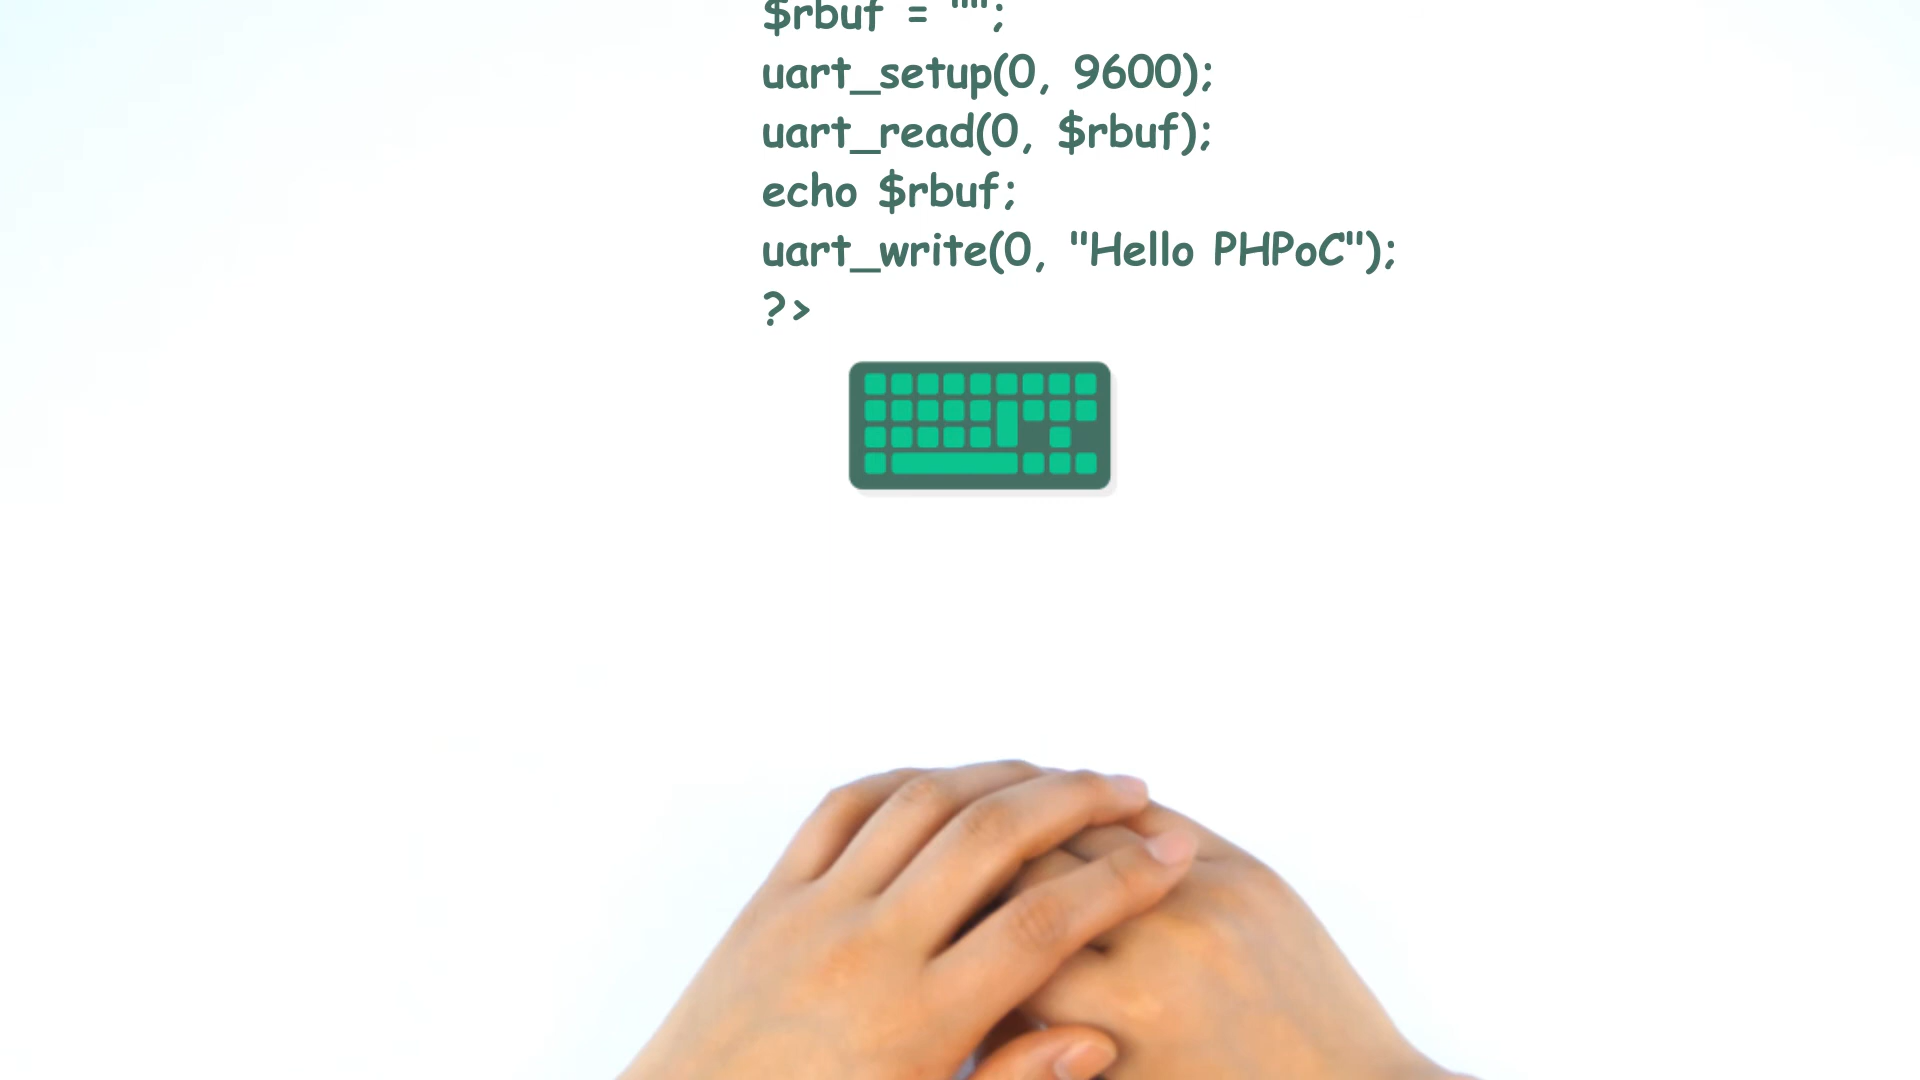 $rbuf = "";
uart_setup(0, 9600);
uart_read(0, $rbuf);
echo $rbuf;
uart_write(0, "Hello PHPoC");
?>